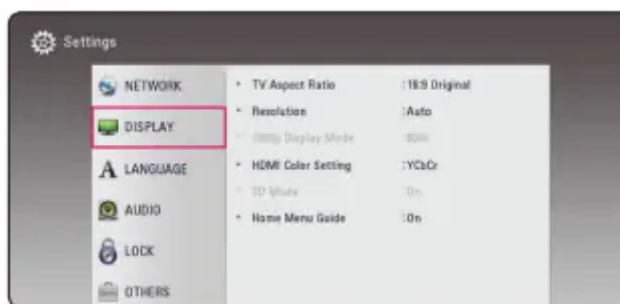 Settings
NETWORK
DISPLAY
LANGUAGE
AUDIO
LOCK
OTHERS
• TV Aspect Ratio :16:9 Original
• Resolution :Auto
• 1080p Display Mode
• HDMI Color Setting :YCbCr
• 3D Mode :On
• Home Menu Guide :On